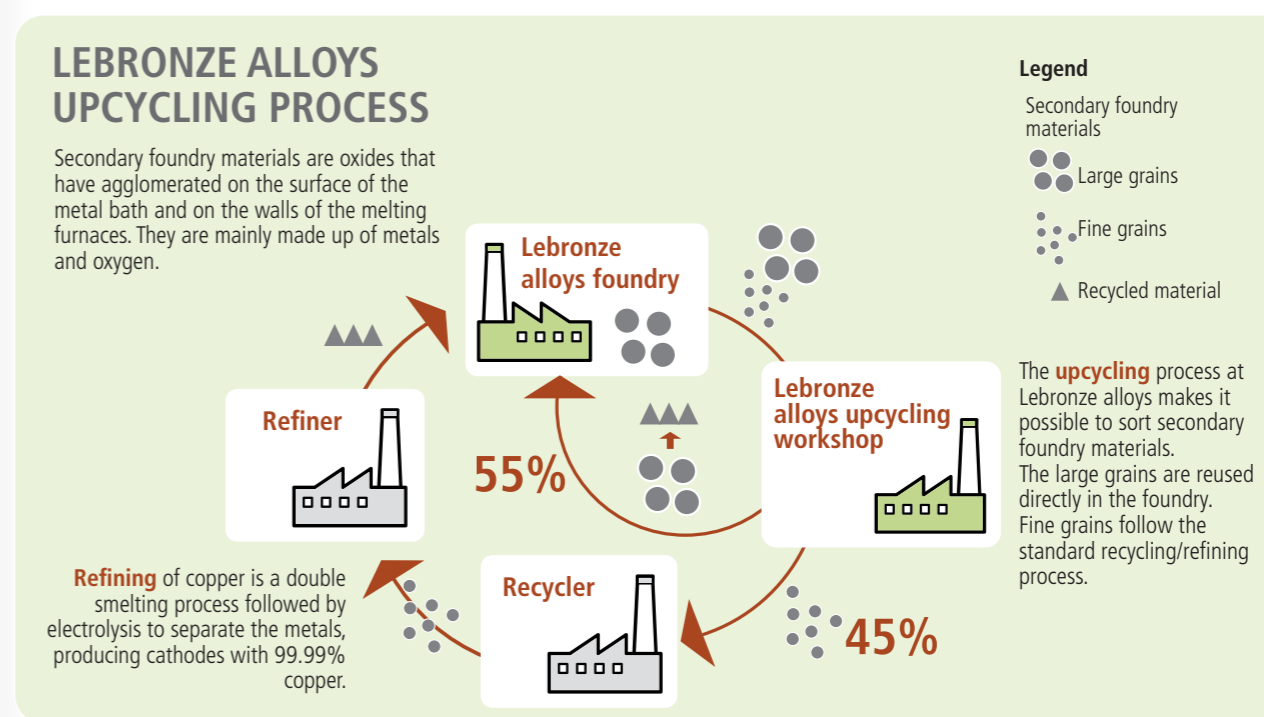 LEBRONZE ALLOYS
UPCYCLING PROCESS
Secondary foundry materials are oxides that
have agglomerated on the surface of the
metal bath and on the walls of the melting
furnaces. They are mainly made up of metals
and oxygen.
Legend
Secondary foundry
materials
Large grains
Fine grains
Recycled material
Lebronze
alloys foundry
Lebronze
alloys upcycling
workshop
Refiner
55%
The upcycling process at
Lebronze alloys makes it
possible to sort secondary
foundry materials.
The large grains are reused
directly in the foundry.
Fine grains follow the
standard recycling/refining
process.
Refining of copper is a double
smelting process followed by
electrolysis to separate the metals,
producing cathodes with 99.99%
copper.
Recycler
45%